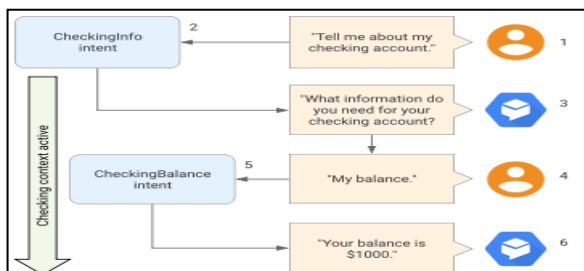 CheckingInfo
intent
2
"Tell me about my
checking account."
1
"What information do
you need for your
checking account?
3
Checking context active
CheckingBalance
intent
5
"My balance."
4
"Your balance is
$1000."
6